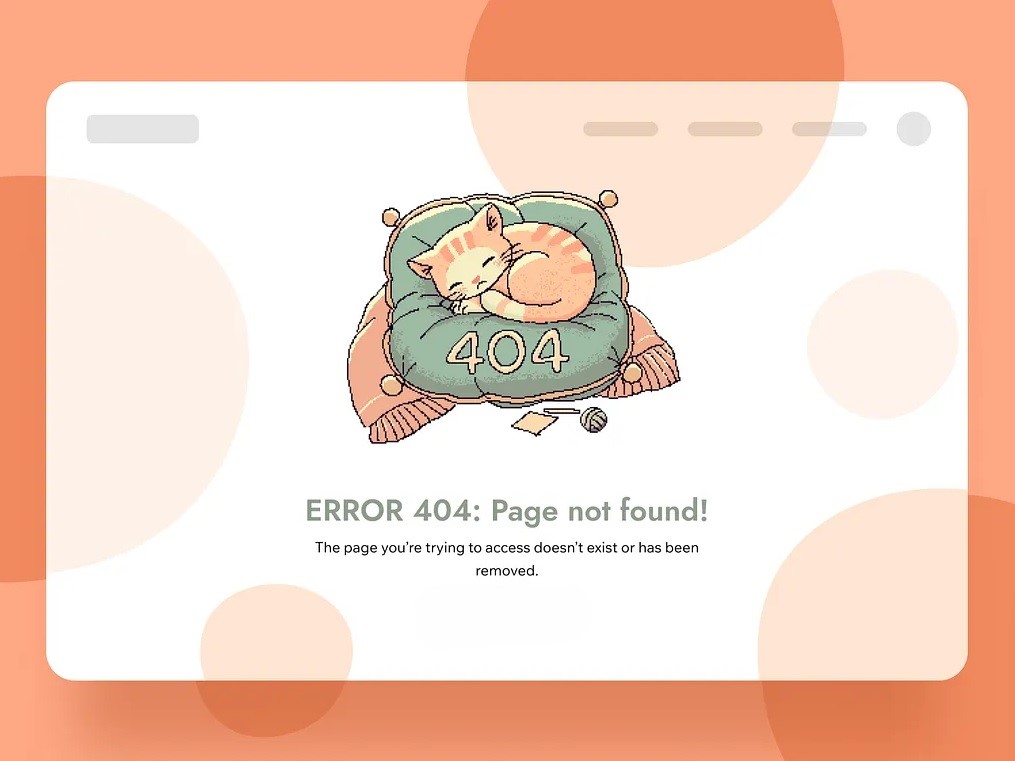 404
ERROR 404: Page not found!
The page you’re trying to access doesn’t exist or has been
removed.